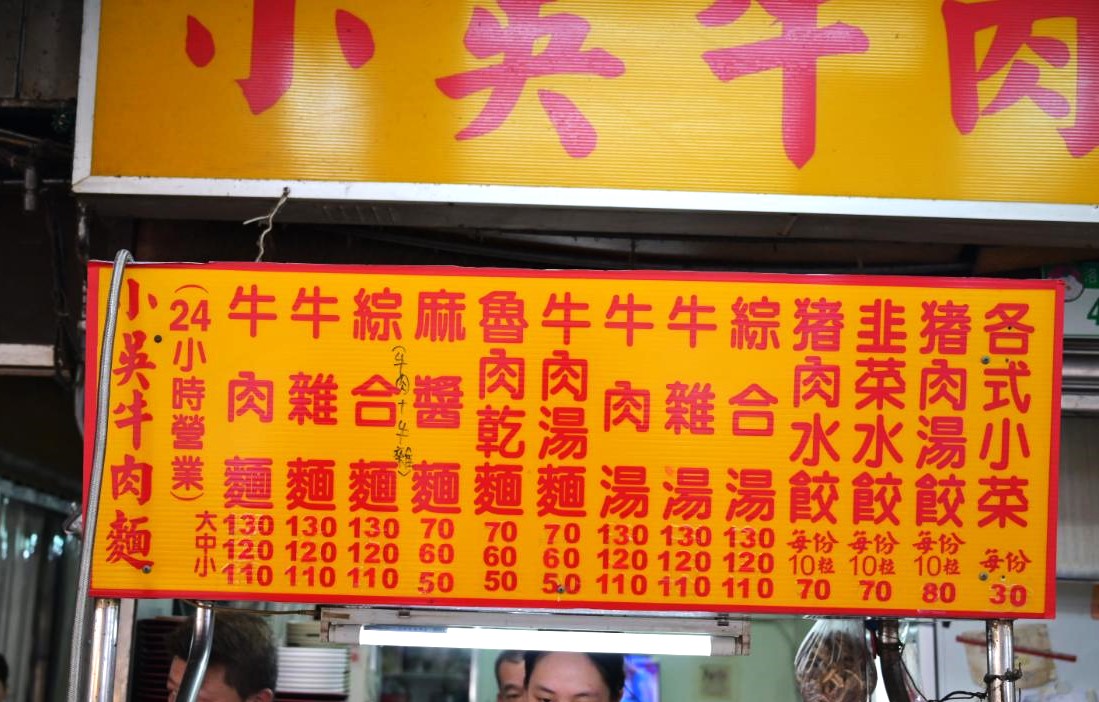 小吳牛肉
小吳牛肉麵
(24小時營業)
大 中 小
牛肉麵 130 120 110
牛雜麵 130 120 110
綜合麵 130 120 110
(牛肉+牛雜)
麻醬麵 70 60 50
魯肉乾麵 70 60 50
牛肉湯麵 70 60 50
牛肉湯 130 120 110
牛雜湯 130 120 110
綜合湯 130 120 110
豬肉水餃 每份10粒 70
韭菜水餃 每份10粒 70
豬肉湯餃 每份10粒 80
各式小菜 每份 30